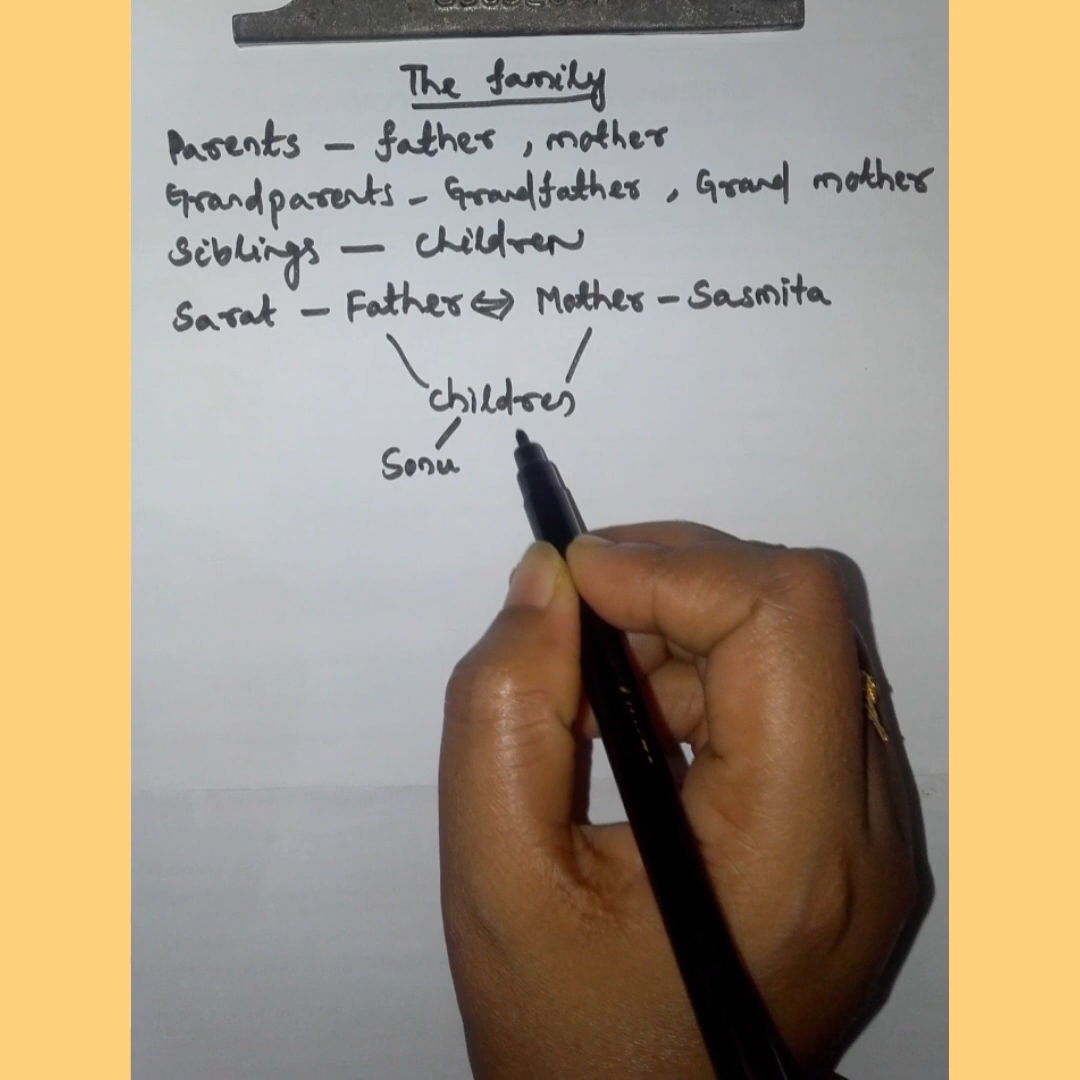 The family
Parents – father , mother
Grandparents – Grandfather , Grand mother
Siblings — children
Sarat – Father ⇔ Mother – Sasmita
children
Sonu